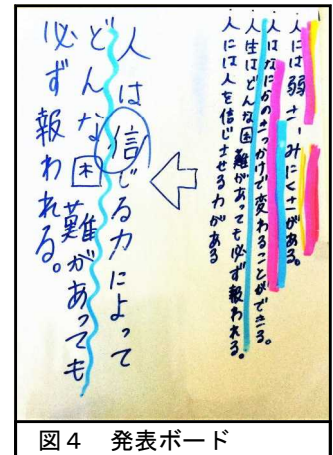 ・人には弱さ、みにくさがある。
・人はなにかのきっかけで変わることができる。
・人生はどんな困難があっても必ず報われる。
・人には人を信じさせる力がある
人は信じる力によって
どんな困難があっても
必ず報われる。
図4 発表ボード